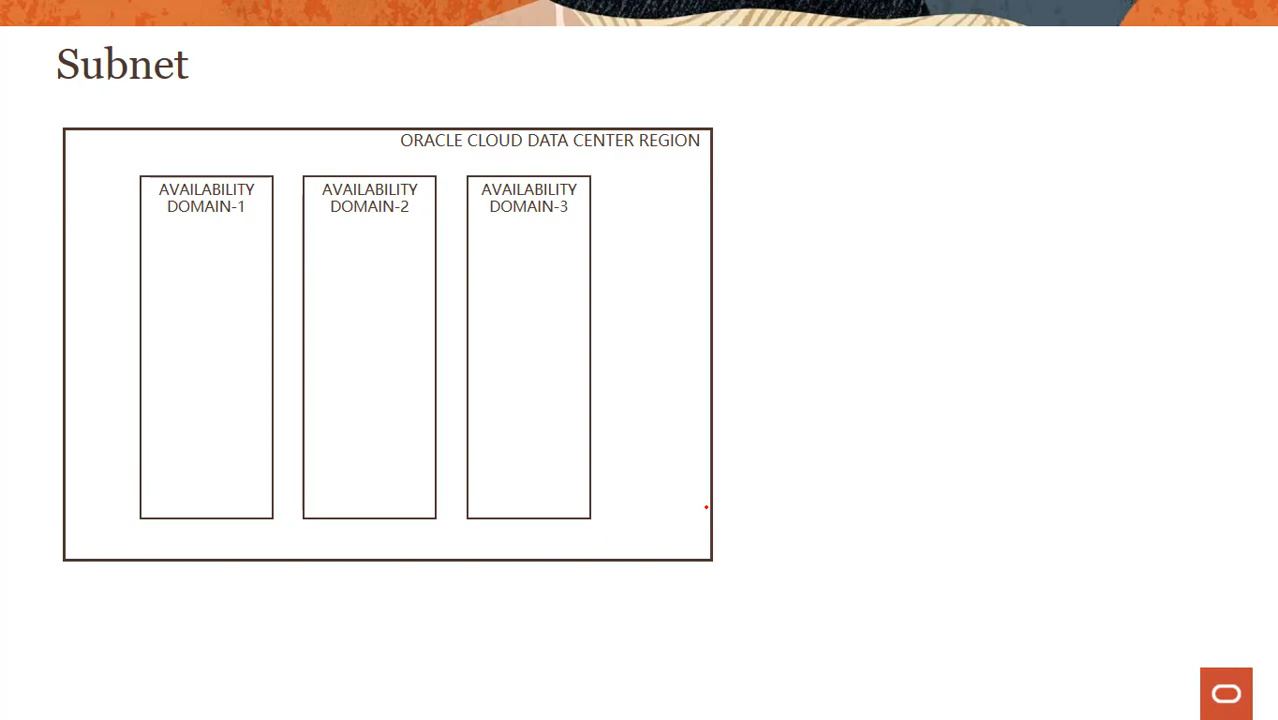 Subnet
ORACLE CLOUD DATA CENTER REGION
AVAILABILITY
DOMAIN-1
AVAILABILITY
DOMAIN-2
AVAILABILITY
DOMAIN-3